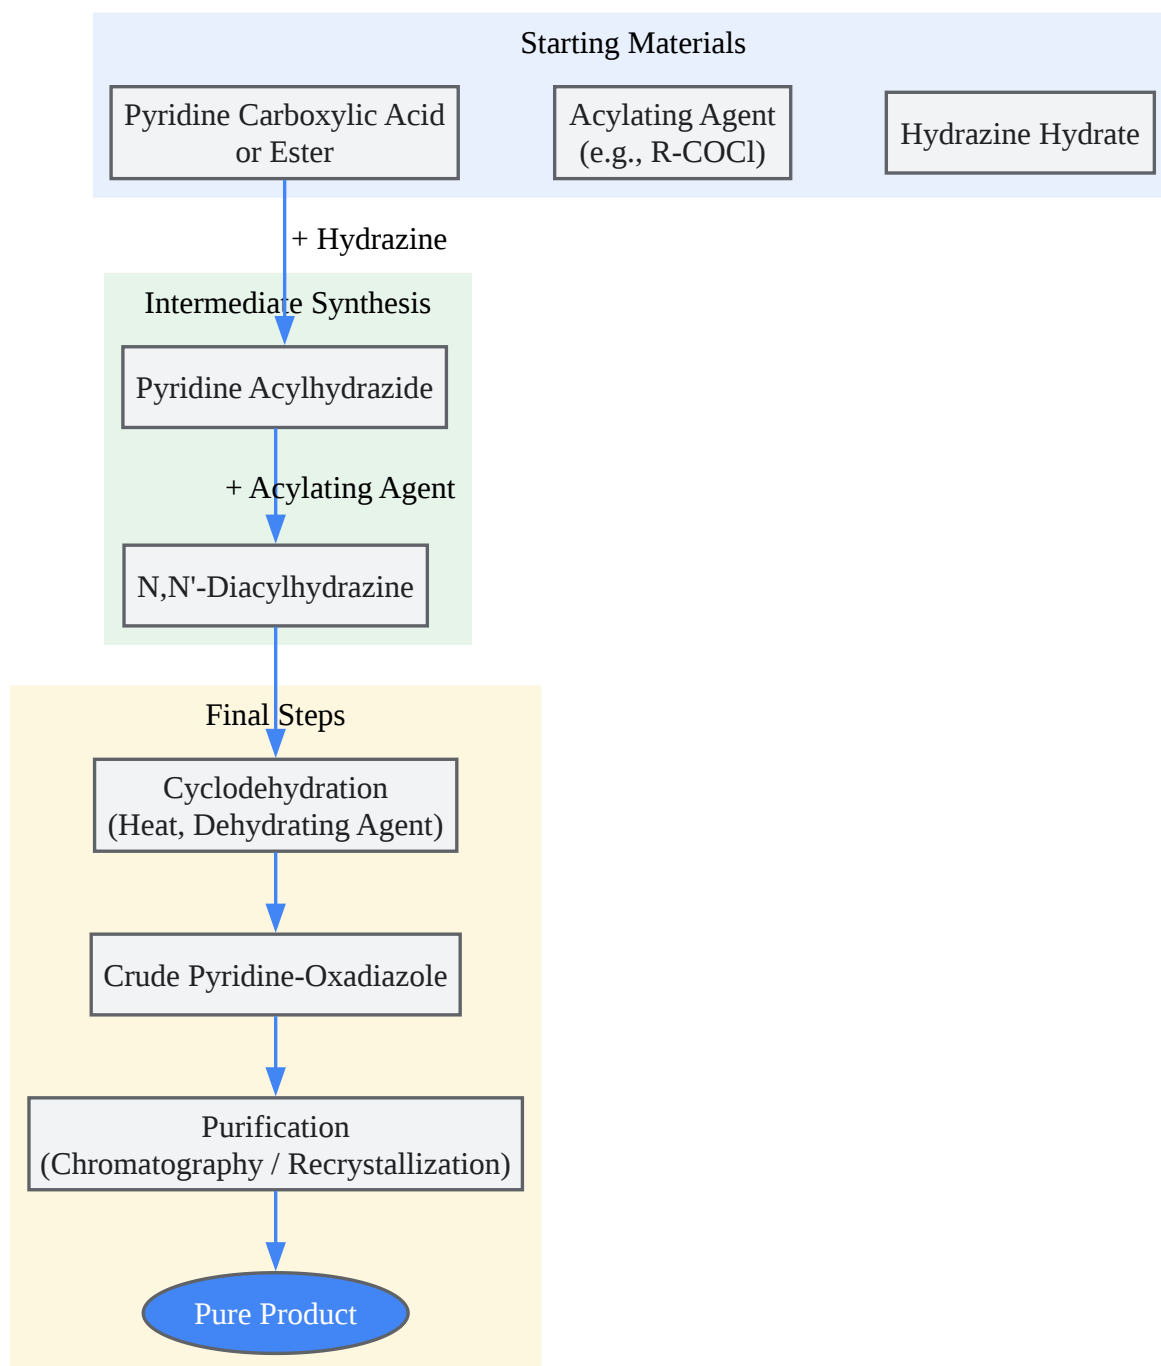 Starting Materials
Pyridine Carboxylic Acid
or Ester
Acylating Agent
(e.g., R-COCl)
Hydrazine Hydrate
+ Hydrazine
Intermediate Synthesis
Pyridine Acylhydrazide
+ Acylating Agent
N,N'-Diacylhydrazine
Final Steps
Cyclodehydration
(Heat, Dehydrating Agent)
Crude Pyridine-Oxadiazole
Purification
(Chromatography / Recrystallization)
Pure Product